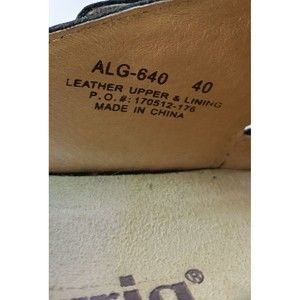 ALG-640 40
LEATHER UPPER & LINING
P.O.#: 170512-176
MADE IN CHINA